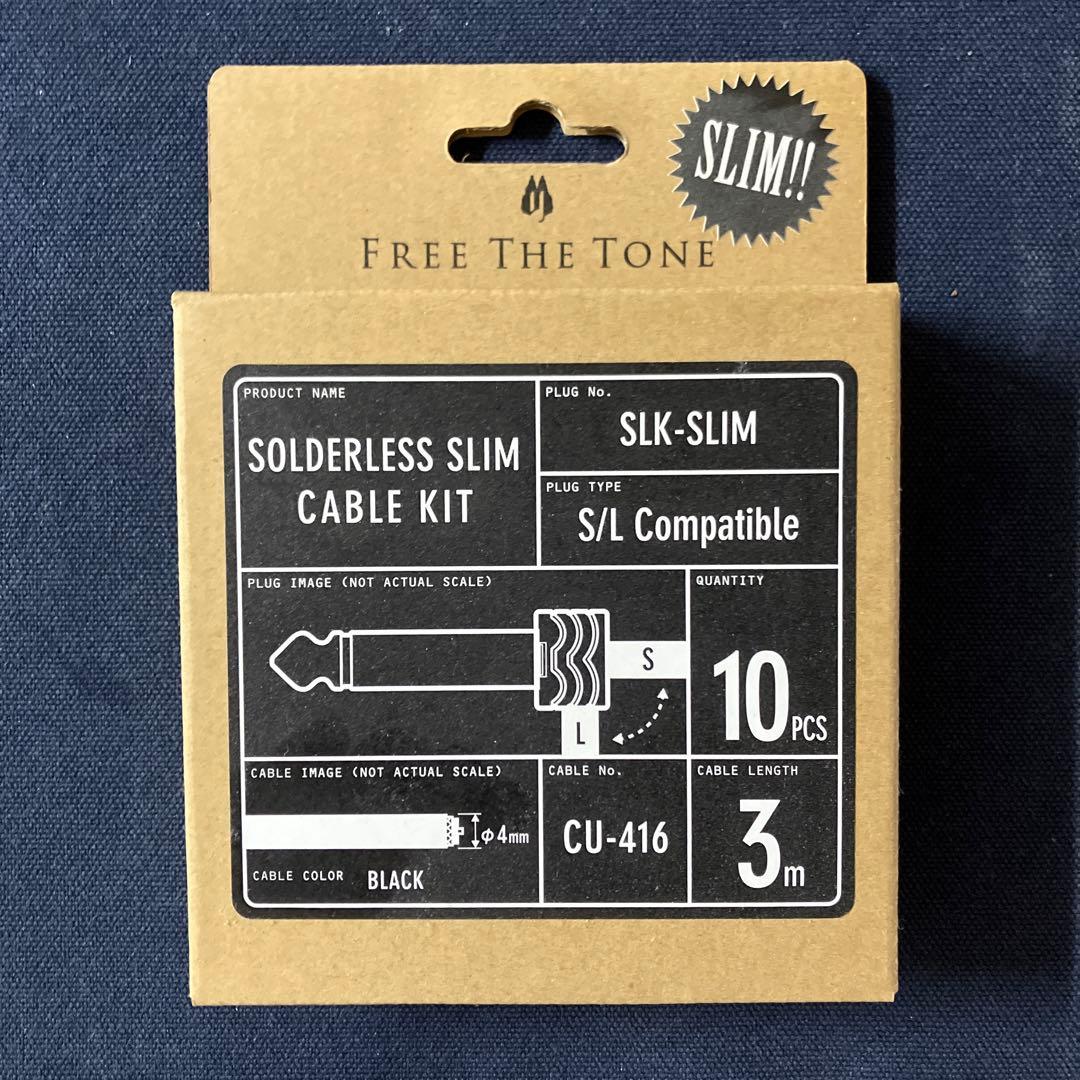 SLIM!!
FREE THE TONE
PRODUCT NAME
SOLDERLESS SLIM
CABLE KIT
PLUG No.
SLK-SLIM
PLUG TYPE
S/L Compatible
PLUG IMAGE (NOT ACTUAL SCALE)
S
L
QUANTITY
10 PCS
CABLE IMAGE (NOT ACTUAL SCALE)
φ4mm
CABLE COLOR BLACK
CABLE No.
CU-416
CABLE LENGTH
3m